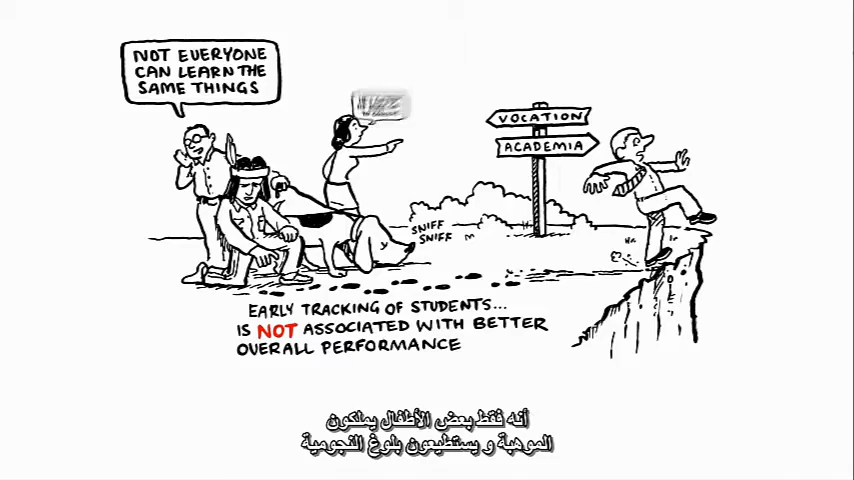 NOT EVERYONE
CAN LEARN THE
SAME THINGS
VOCATION
ACADEMIA
SNIFF
SNIFF
EARLY TRACKING OF STUDENTS...
IS NOT ASSOCIATED WITH BETTER
OVERALL PERFORMANCE
أنه فقط بعض الأطفال يملكون
الموهبة و يستطيعون بلوغ النجومية